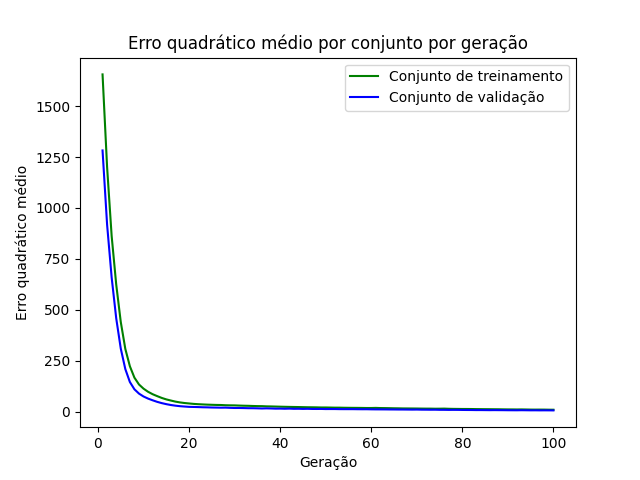 Erro quadrático médio por conjunto por geração
Conjunto de treinamento
Conjunto de validação
Erro quadrático médio
1500
1250
1000
750
500
250
0
0 20 40 60 80 100
Geração